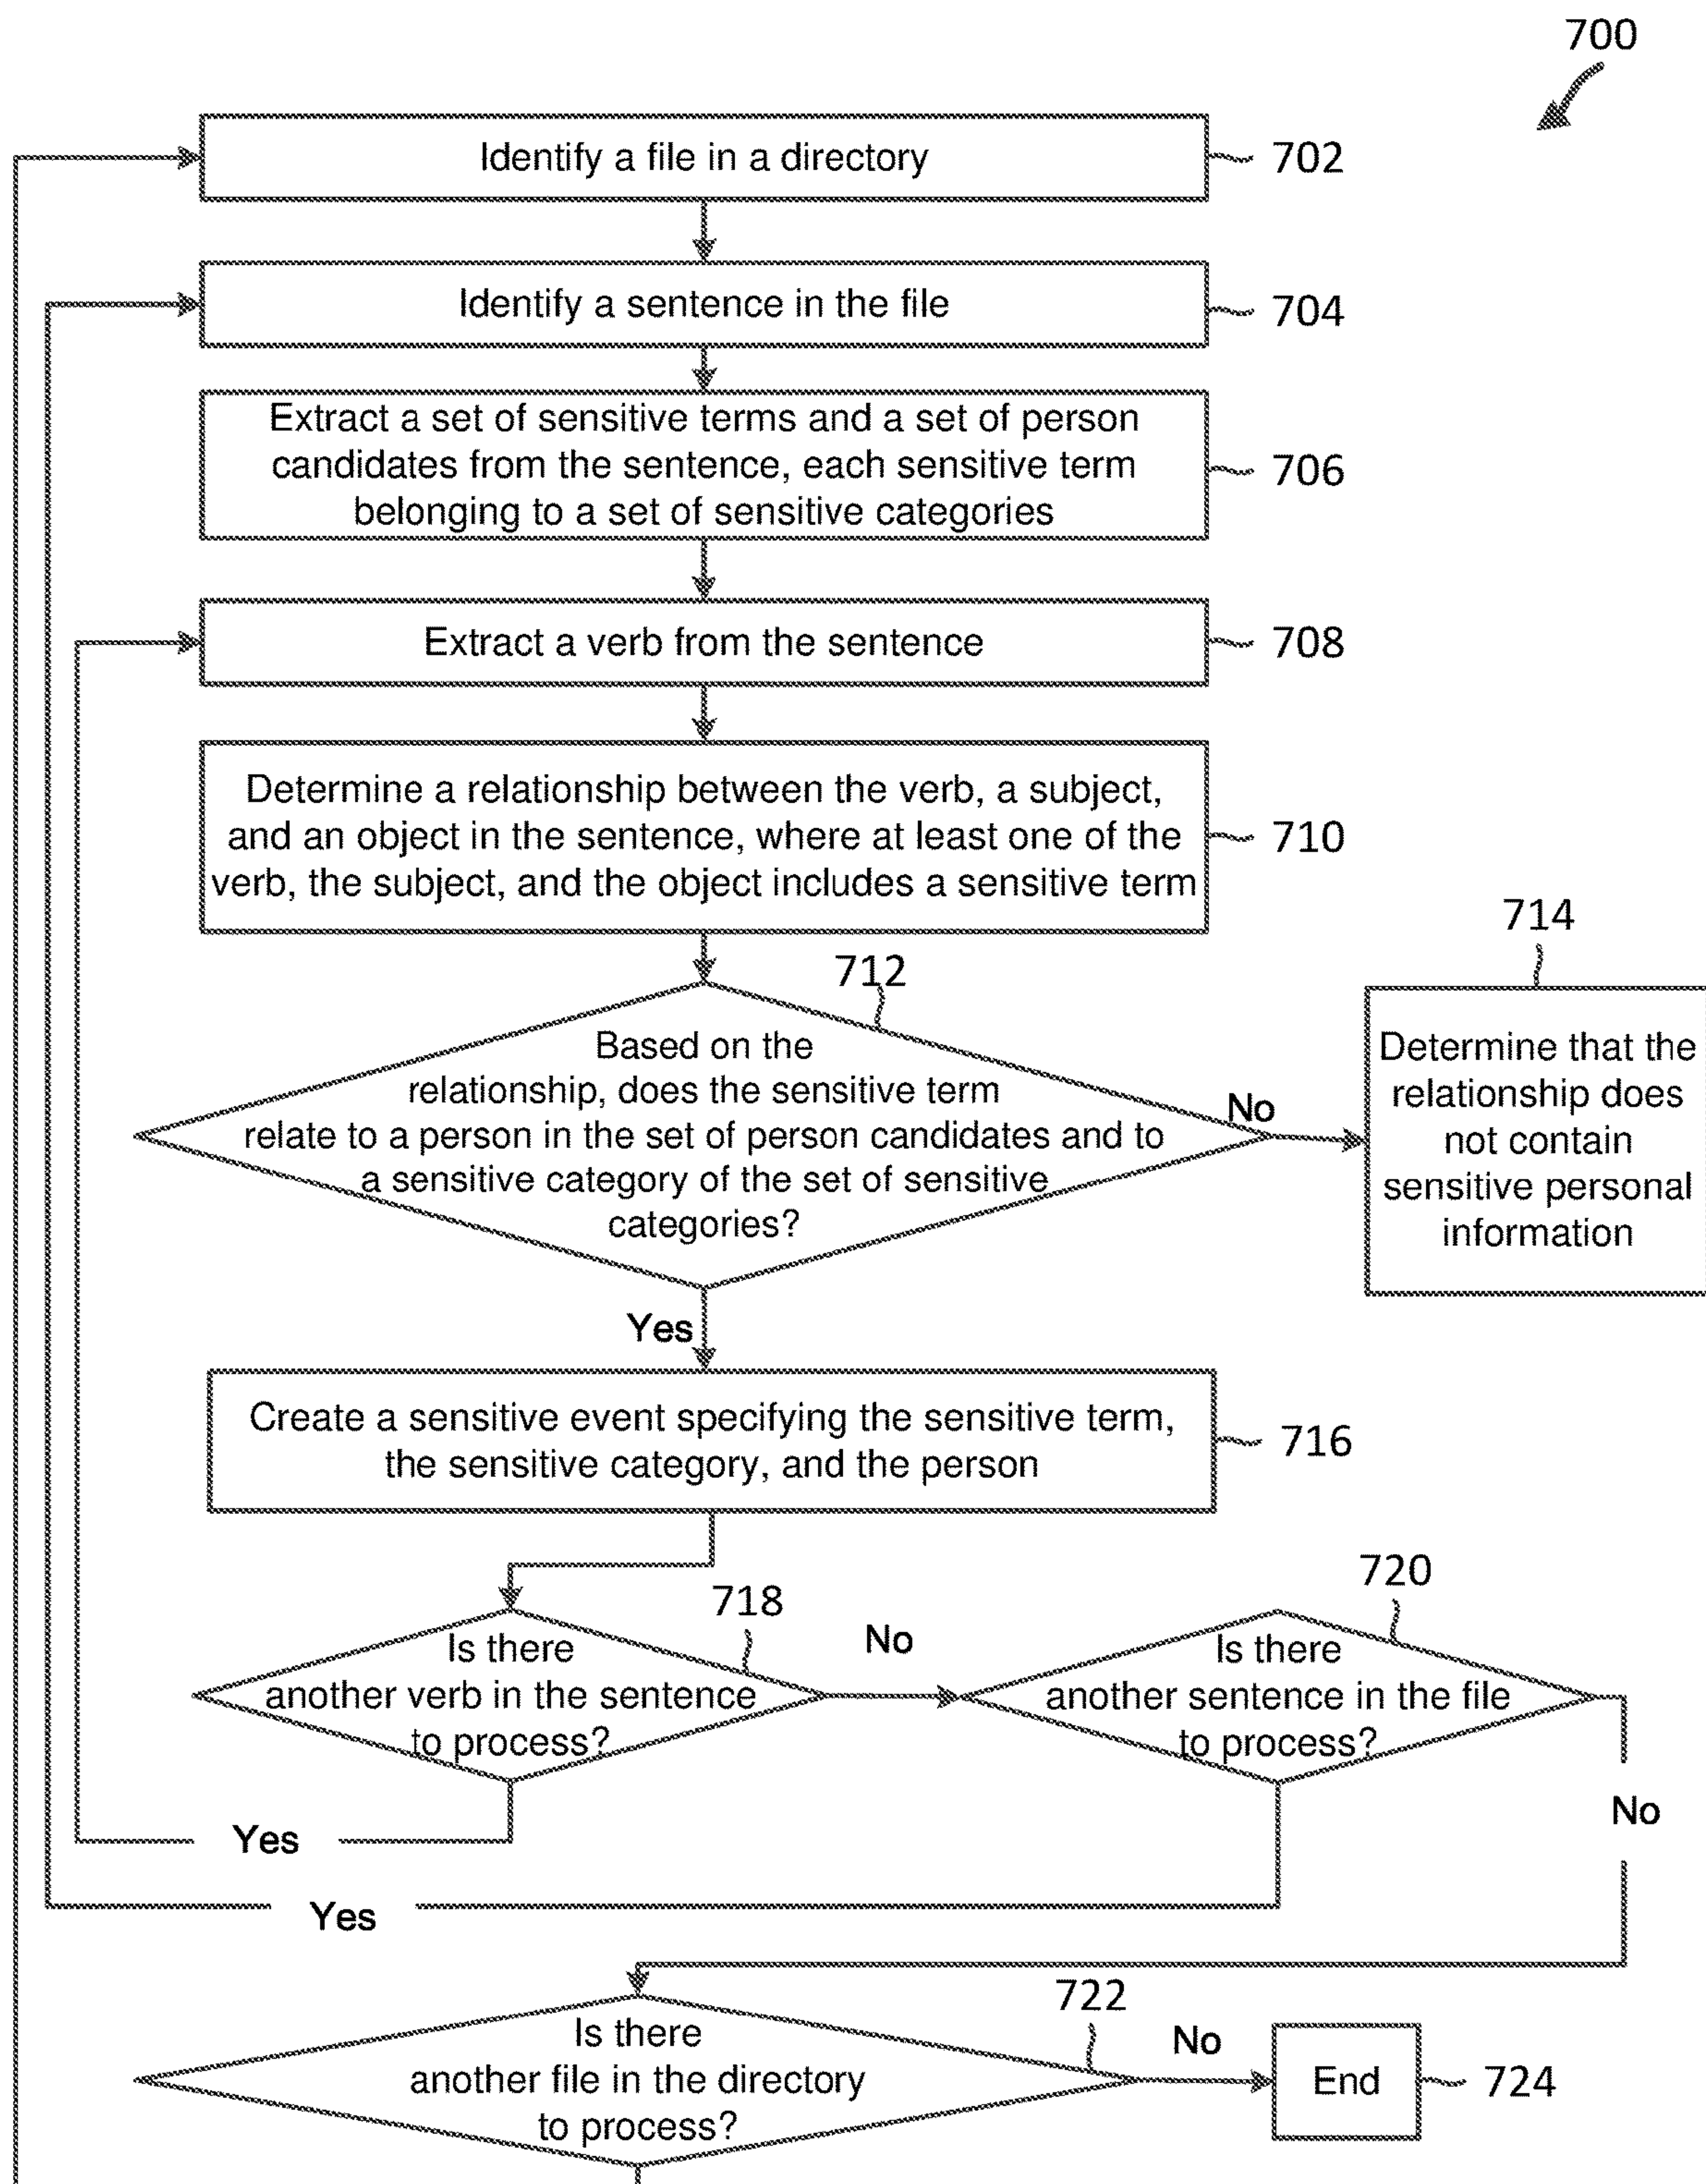 700
Identify a file in a directory
702
Identify a sentence in the file
704
Extract a set of sensitive terms and a set of person
candidates from the sentence, each sensitive term
belonging to a set of sensitive categories
706
Extract a verb from the sentence
708
Determine a relationship between the verb, a subject,
and an object in the sentence, where at least one of the
verb, the subject, and the object includes a sensitive term
710
712
Based on the
relationship, does the sensitive term
relate to a person in the set of person candidates and to
a sensitive category of the set of sensitive
categories?
No
714
Determine that the
relationship does
not contain
sensitive personal
information
Yes
Create a sensitive event specifying the sensitive term,
the sensitive category, and the person
716
718
Is there
another verb in the sentence
to process?
No
720
Is there
another sentence in the file
to process?
Yes
No
Yes
722
Is there
another file in the directory
to process?
No
End
724